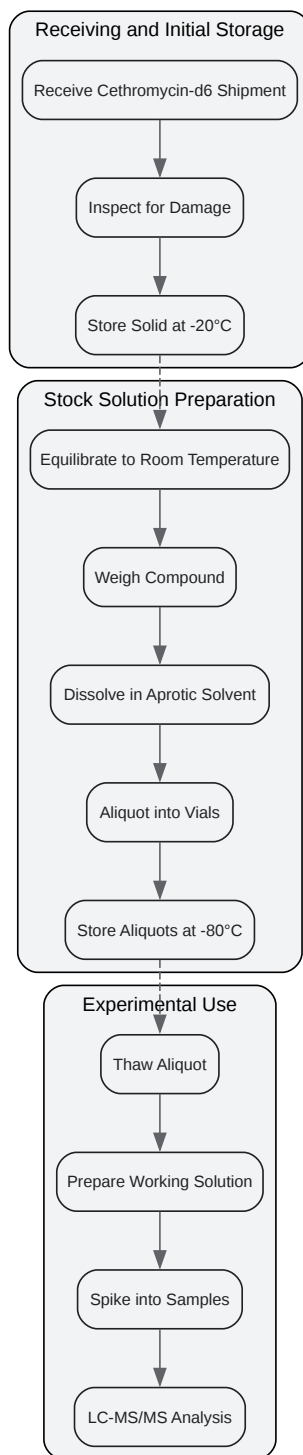 Receiving and Initial Storage
Receive Cethromycin-d6 Shipment
Inspect for Damage
Store Solid at -20°C
Stock Solution Preparation
Equilibrate to Room Temperature
Weigh Compound
Dissolve in Aprotic Solvent
Aliquot into Vials
Store Aliquots at -80°C
Experimental Use
Thaw Aliquot
Prepare Working Solution
Spike into Samples
LC-MS/MS Analysis